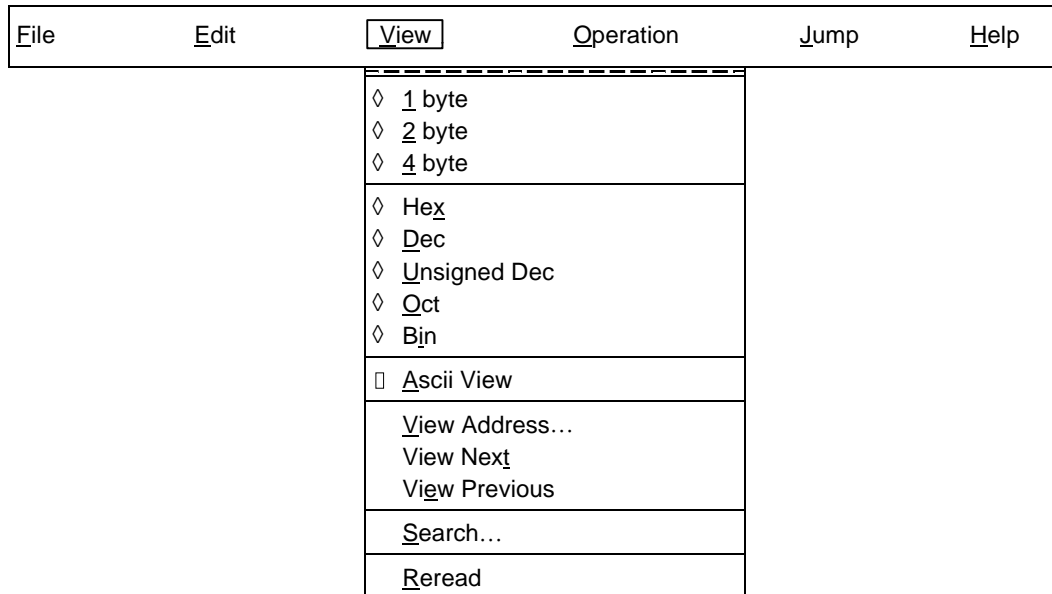 File Edit View Operation Jump Help
◊ 1 byte
◊ 2 byte
◊ 4 byte
◊ Hex
◊ Dec
◊ Unsigned Dec
◊ Oct
◊ Bin
▯ Ascii View
View Address...
View Next
View Previous
Search...
Reread